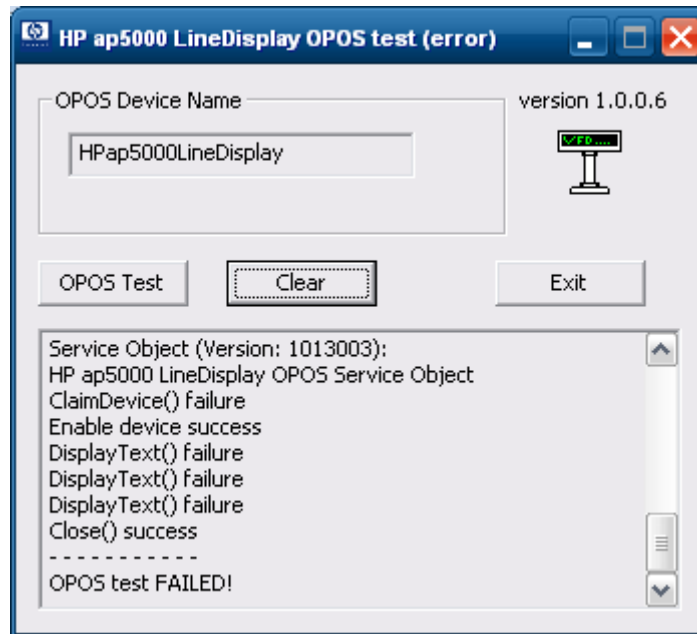 HP ap5000 LineDisplay OPOS test (error)
OPOS Device Name
version 1.0.0.6
HPap5000LineDisplay
VFD....
OPOS Test
Clear
Exit
Service Object (Version: 1013003):
HP ap5000 LineDisplay OPOS Service Object
ClaimDevice() failure
Enable device success
DisplayText() failure
DisplayText() failure
DisplayText() failure
Close() success
- - - - - - - - - - -
OPOS test FAILED!